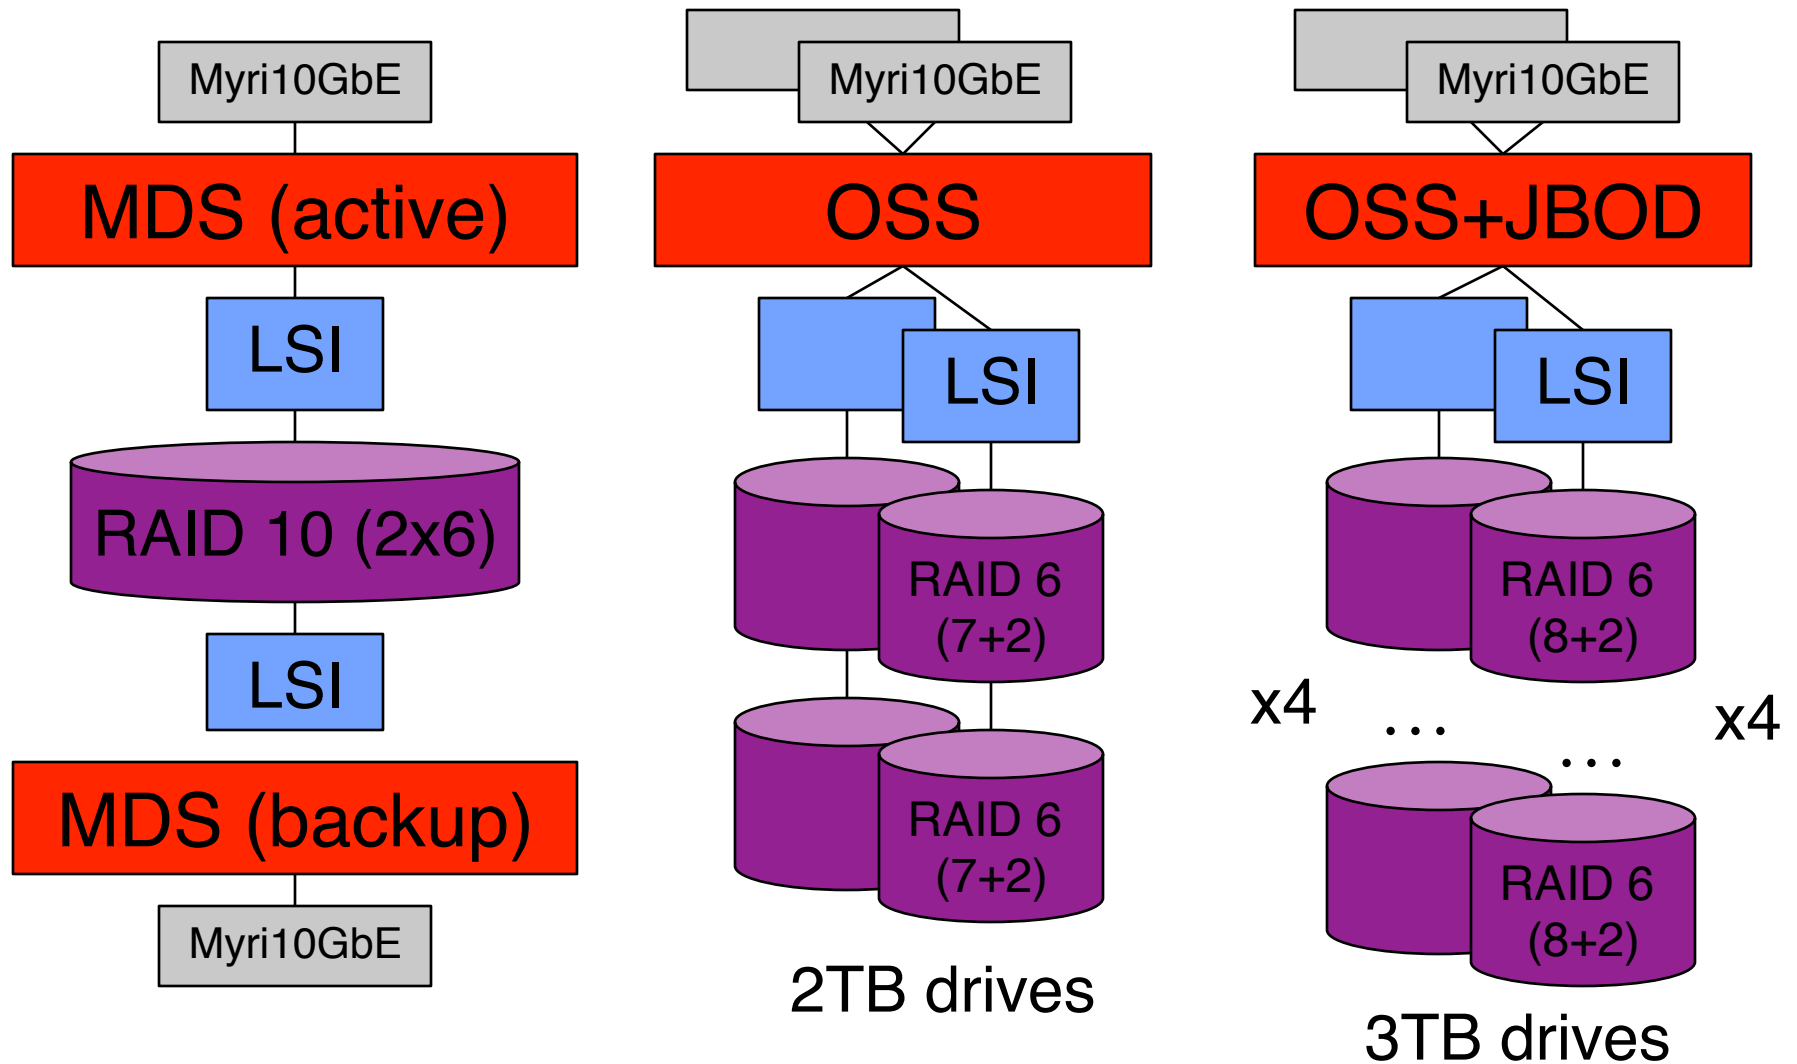 Myri10GbE
MDS (active)
LSI
RAID 10 (2x6)
LSI
MDS (backup)
Myri10GbE
Myri10GbE
OSS
LSI
RAID 6
(7+2)
RAID 6
(7+2)
2TB drives
Myri10GbE
OSS+JBOD
LSI
RAID 6
(8+2)
x4
...
...
x4
RAID 6
(8+2)
3TB drives